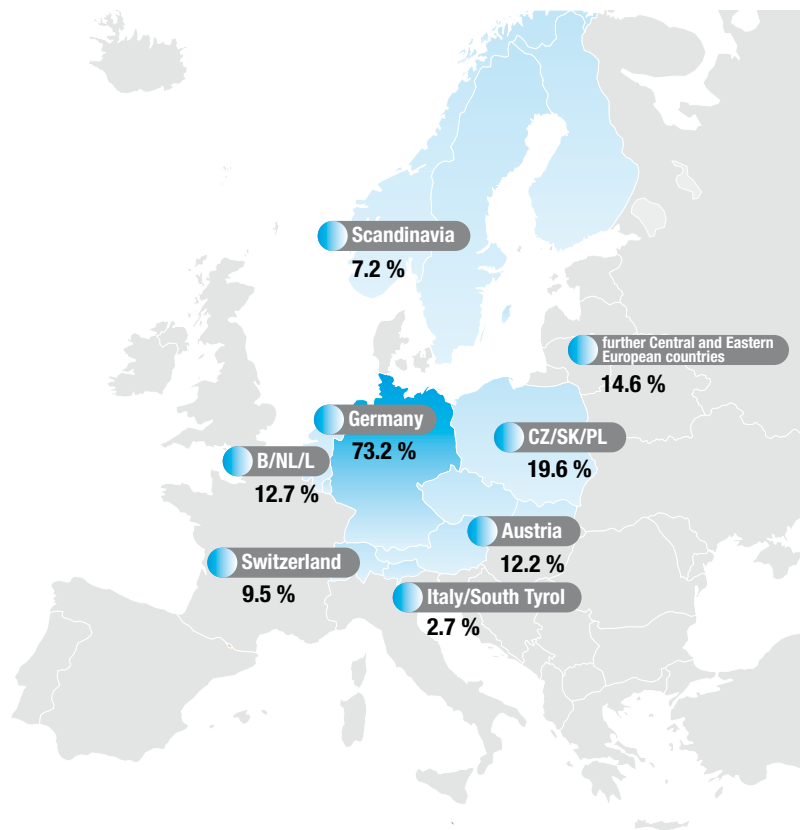 Scandinavia
7.2 %
further Central and Eastern
European countries
14.6 %
Germany
73.2 %
CZ/SK/PL
19.6 %
B/NL/L
12.7 %
Austria
12.2 %
Switzerland
9.5 %
Italy/South Tyrol
2.7 %